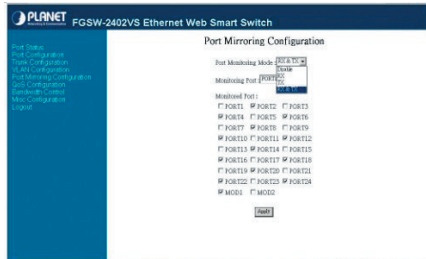 PLANET FGSW-2402VS Ethernet Web Smart Switch
Port Status
Port Configuration
Trunk Configuration
VLAN Configuration
Port Mirroring Configuration
QoS Configuration
Bandwidth Control
Misc Configuration
Logout
Port Mirroring Configuration
Port Monitoring Mode : RX & TX
Disable
RX
TX
RX & TX
Monitoring Port :
Monitored Port :
PORT1 PORT2 PORT3
PORT4 PORT5 PORT6
PORT7 PORT8 PORT9
PORT10 PORT11 PORT12
PORT13 PORT14 PORT15
PORT16 PORT17 PORT18
PORT19 PORT20 PORT21
PORT22 PORT23 PORT24
MOD1 MOD2
Apply